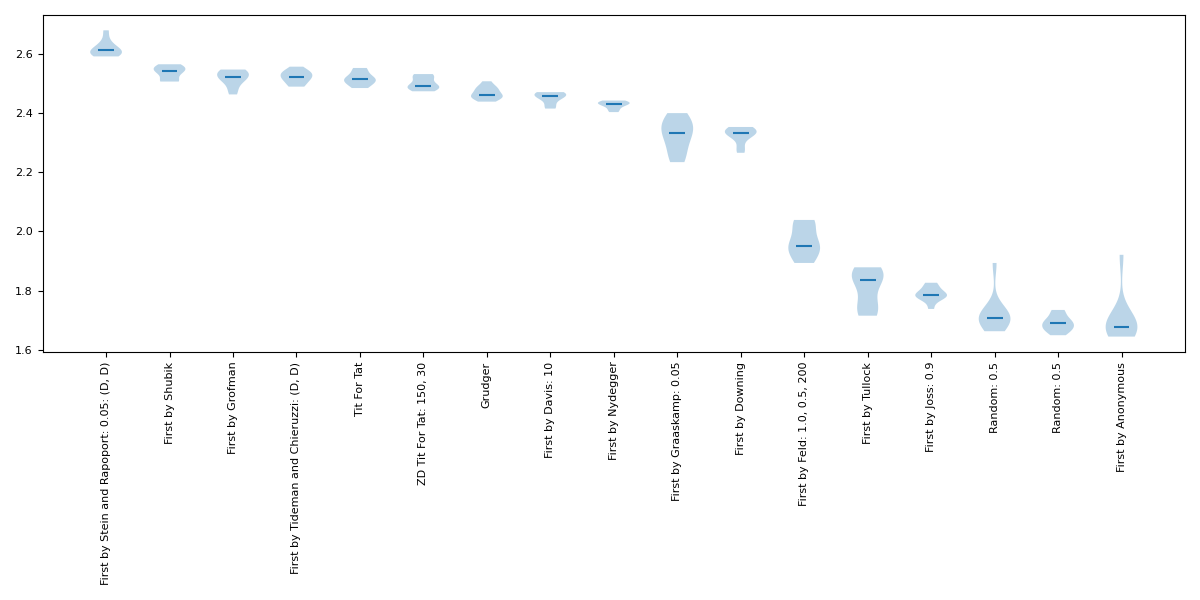 2.6
2.4
2.2
2.0
1.8
1.6
First by Stein and Rapoport: 0.05: (D, D)
First by Shubik
First by Grofman
First by Tideman and Chieruzzi: (D, D)
Tit For Tat
ZD Tit For Tat: 150, 30
Grudger
First by Davis: 10
First by Nydegger
First by Graaskamp: 0.05
First by Downing
First by Feld: 1.0, 0.5, 200
First by Tullock
First by Joss: 0.9
Random: 0.5
Random: 0.5
First by Anonymous